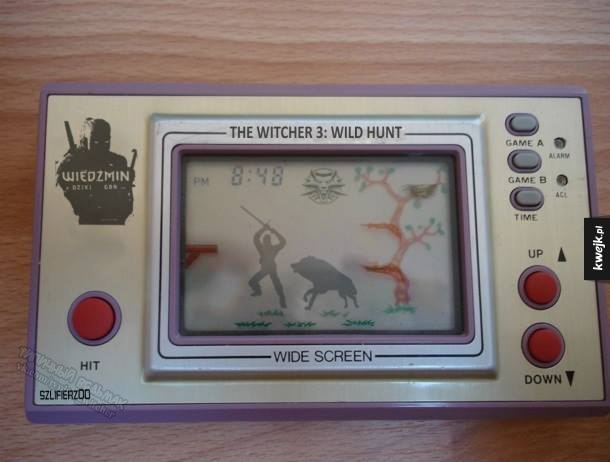 THE WITCHER 3: WILD HUNT
WIEDŹMIN
DZIKI GON
PM 8:48
GAME A
ALARM
GAME B
ACL
TIME
UP
HIT
DOWN
WIDE SCREEN
SZLIFIERZOO
kwejk.pl